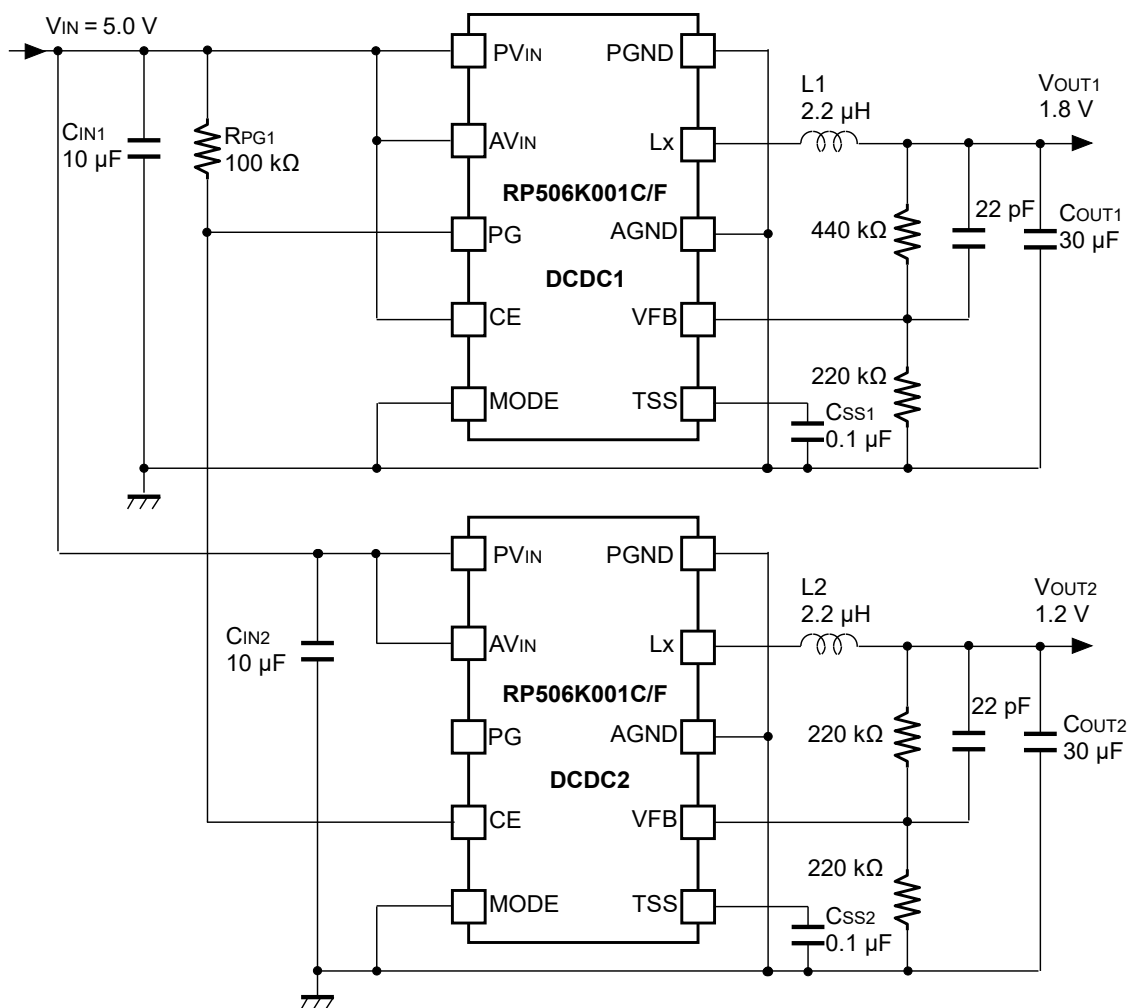 VIN = 5.0 V
PVIN
PGND
L1
2.2 µH
VOUT1
1.8 V
CIN1
10 µF
RPG1
100 kΩ
AVIN
Lx
RP506K001C/F
PG
AGND
440 kΩ
22 pF
COUT1
30 µF
DCDC1
CE
VFB
MODE
TSS
220 kΩ
CSS1
0.1 µF
PVIN
PGND
L2
2.2 µH
VOUT2
1.2 V
CIN2
10 µF
AVIN
Lx
RP506K001C/F
PG
AGND
220 kΩ
22 pF
COUT2
30 µF
DCDC2
CE
VFB
MODE
TSS
220 kΩ
CSS2
0.1 µF